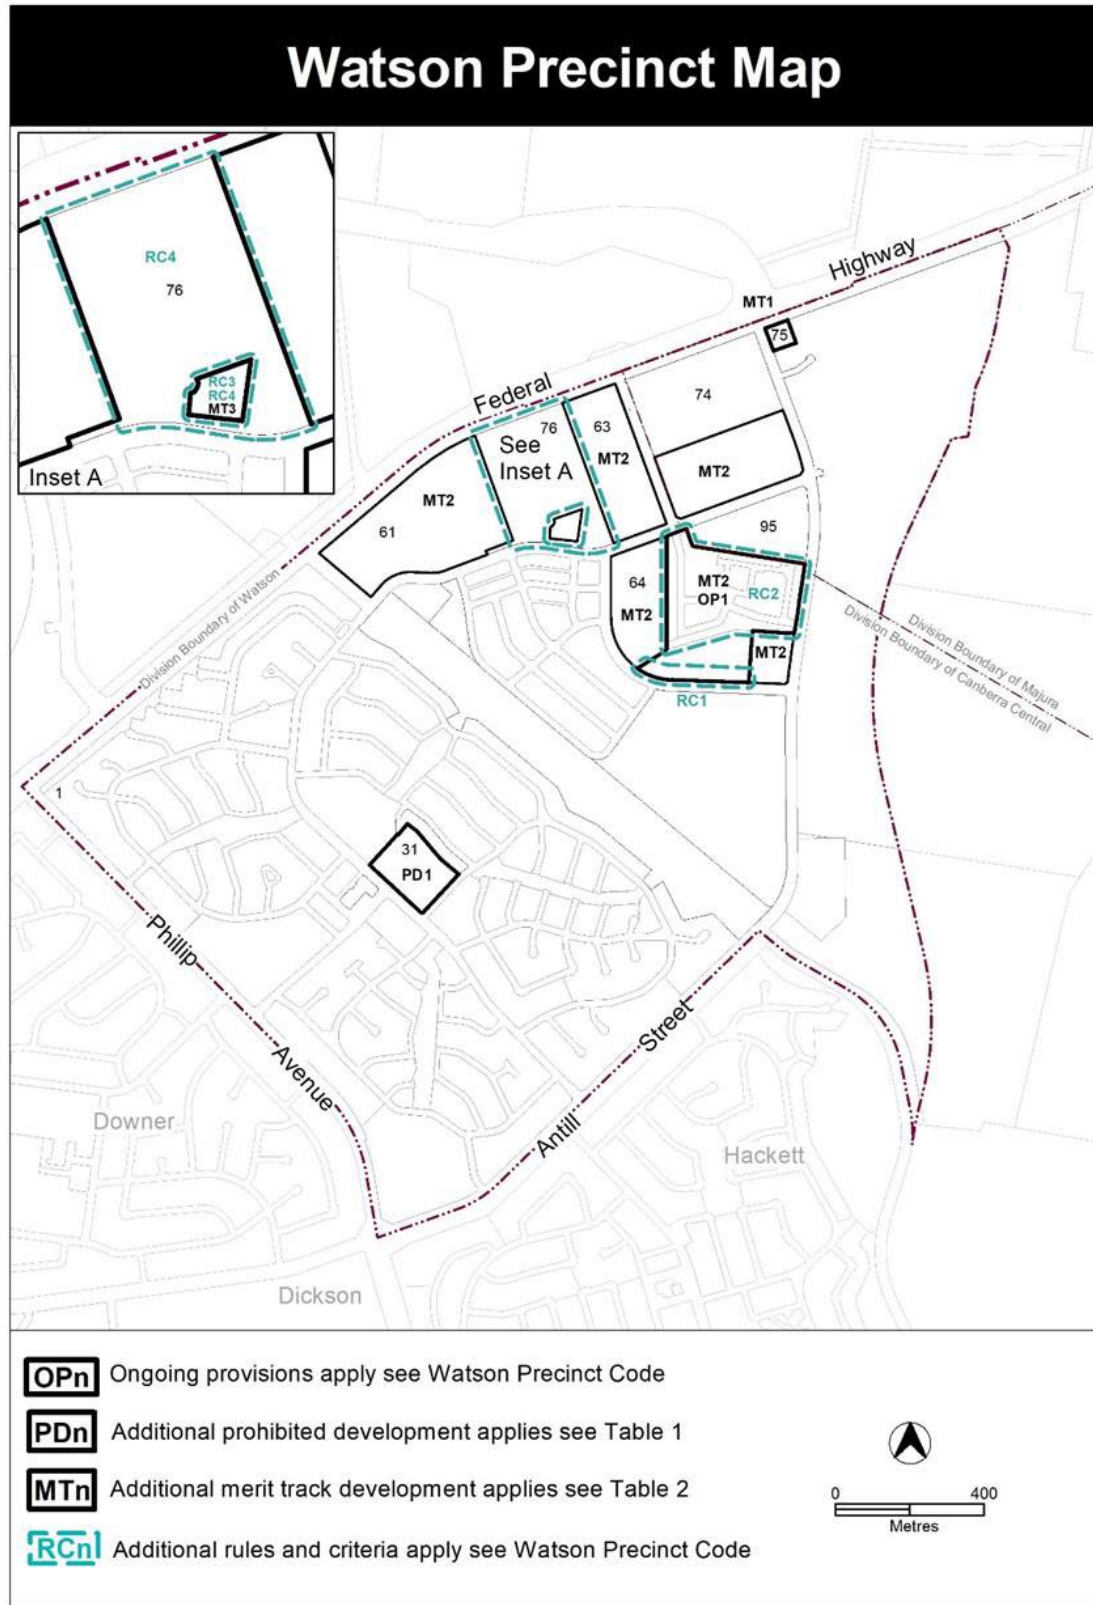 Watson Precinct Map
RC4
76
RC3
RC4
MT3
Inset A
Federal
Highway
MT1
75
74
76
See
Inset A
63
MT2
MT2
MT2
61
95
64
MT2
MT2
OP1
RC2
MT2
RC1
Division Boundary of Watson
Division Boundary of Majura
Division Boundary of Canberra Central
1
31
PD1
Phillip
Avenue
Antill
Street
Downer
Hackett
Dickson
OPn Ongoing provisions apply see Watson Precinct Code
PDn Additional prohibited development applies see Table 1
MTn Additional merit track development applies see Table 2
RCn Additional rules and criteria apply see Watson Precinct Code
0 400
Metres